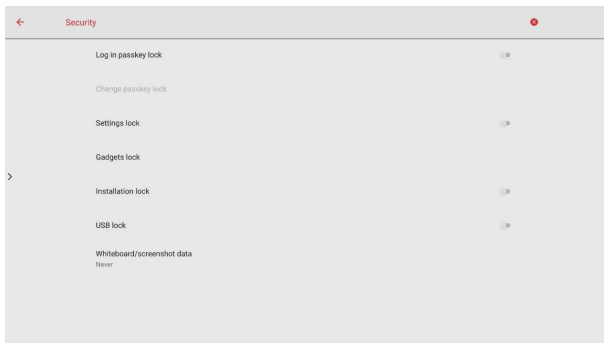 Security
Log in passkey lock
Change passkey lock
Settings lock
Gadgets lock
Installation lock
USB lock
Whiteboard/screenshot data
Never